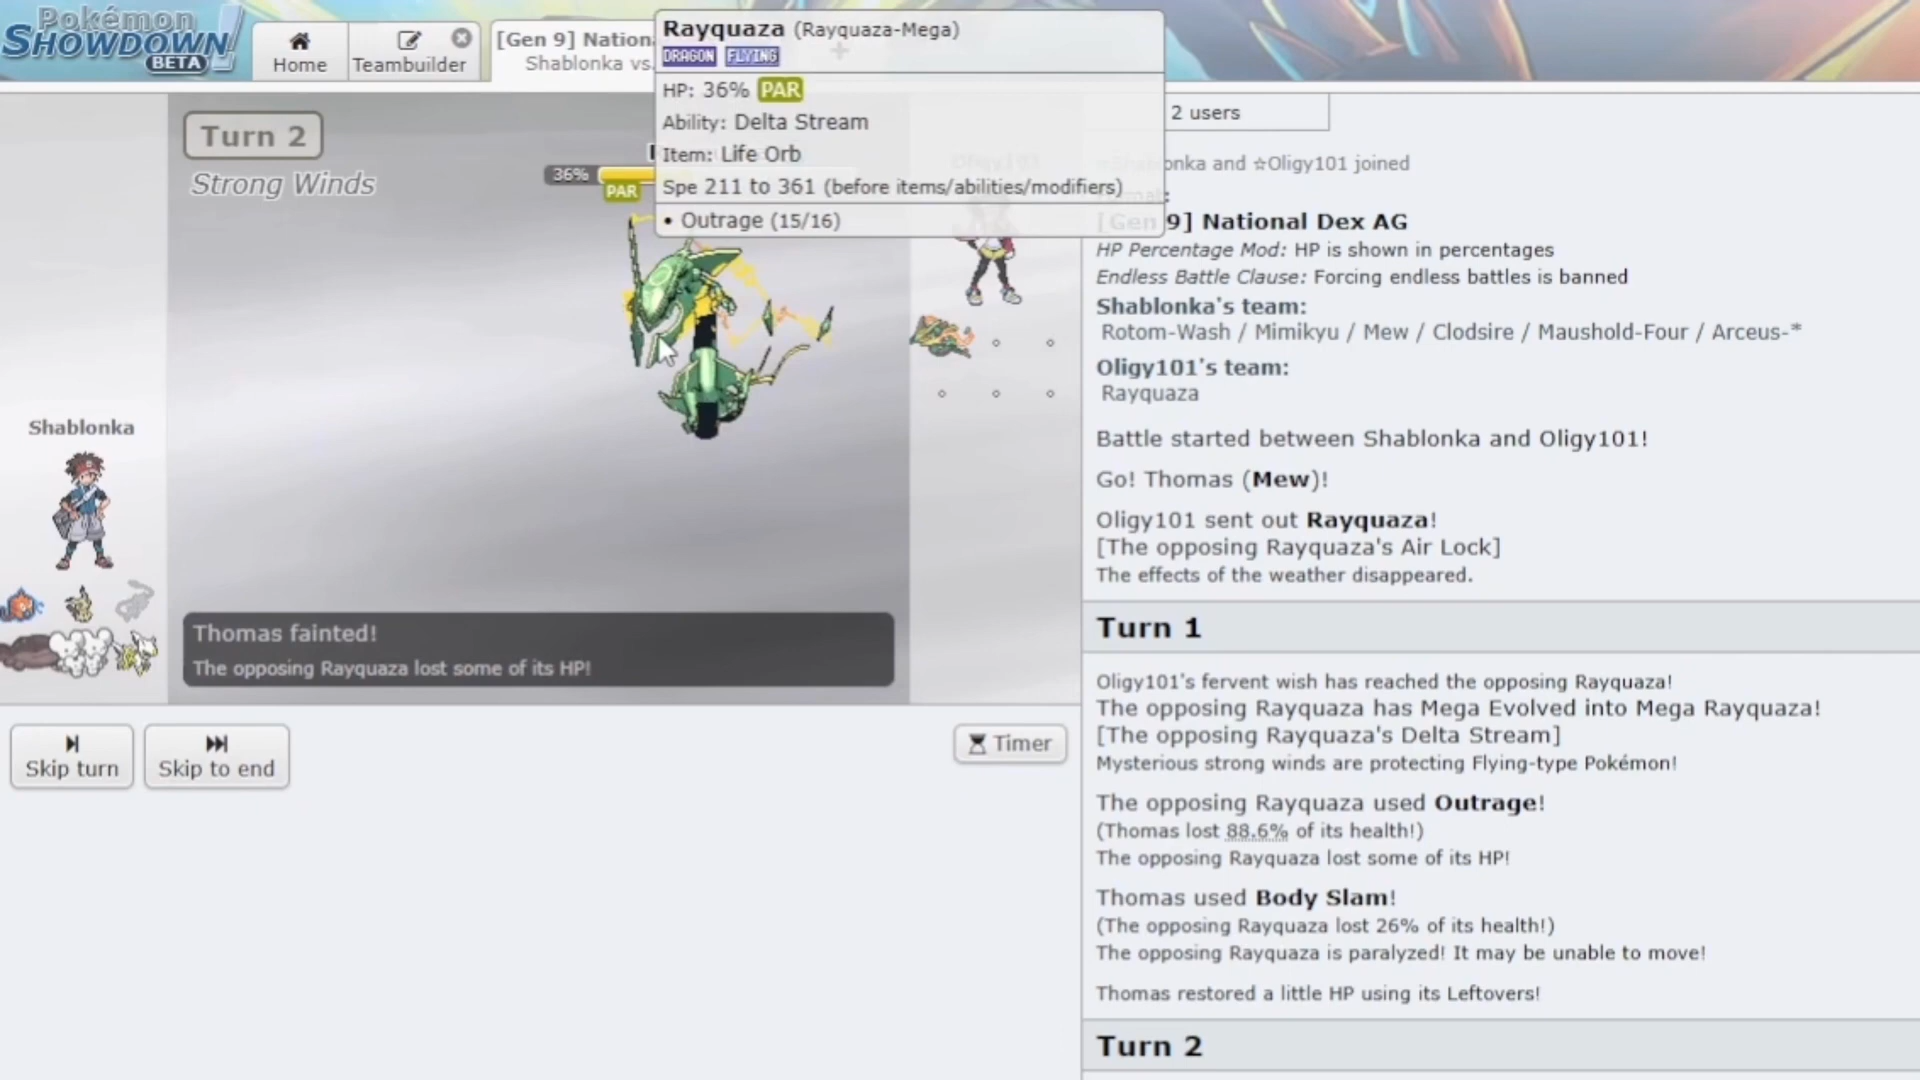 Pokémon
SHOWDOWN!
BETA
Home
Teambuilder
[Gen 9] Nationa
Shablonka vs.
Rayquaza (Rayquaza-Mega)
DRAGON FLYING
HP: 36% PAR
Ability: Delta Stream
Item: Life Orb
Spe 211 to 361 (before items/abilities/modifiers)
• Outrage (15/16)
Turn 2
Strong Winds
36%
PAR
Oligy101
Shablonka
Thomas fainted!
The opposing Rayquaza lost some of its HP!
Skip turn
Skip to end
Timer
2 users
☆Shablonka and ☆Oligy101 joined
Format:
[Gen 9] National Dex AG
HP Percentage Mod: HP is shown in percentages
Endless Battle Clause: Forcing endless battles is banned
Shablonka's team:
Rotom-Wash / Mimikyu / Mew / Clodsire / Maushold-Four / Arceus-*
Oligy101's team:
Rayquaza
Battle started between Shablonka and Oligy101!
Go! Thomas (Mew)!
Oligy101 sent out Rayquaza!
[The opposing Rayquaza's Air Lock]
The effects of the weather disappeared.
Turn 1
Oligy101's fervent wish has reached the opposing Rayquaza!
The opposing Rayquaza has Mega Evolved into Mega Rayquaza!
[The opposing Rayquaza's Delta Stream]
Mysterious strong winds are protecting Flying-type Pokémon!
The opposing Rayquaza used Outrage!
(Thomas lost 88.6% of its health!)
The opposing Rayquaza lost some of its HP!
Thomas used Body Slam!
(The opposing Rayquaza lost 26% of its health!)
The opposing Rayquaza is paralyzed! It may be unable to move!
Thomas restored a little HP using its Leftovers!
Turn 2